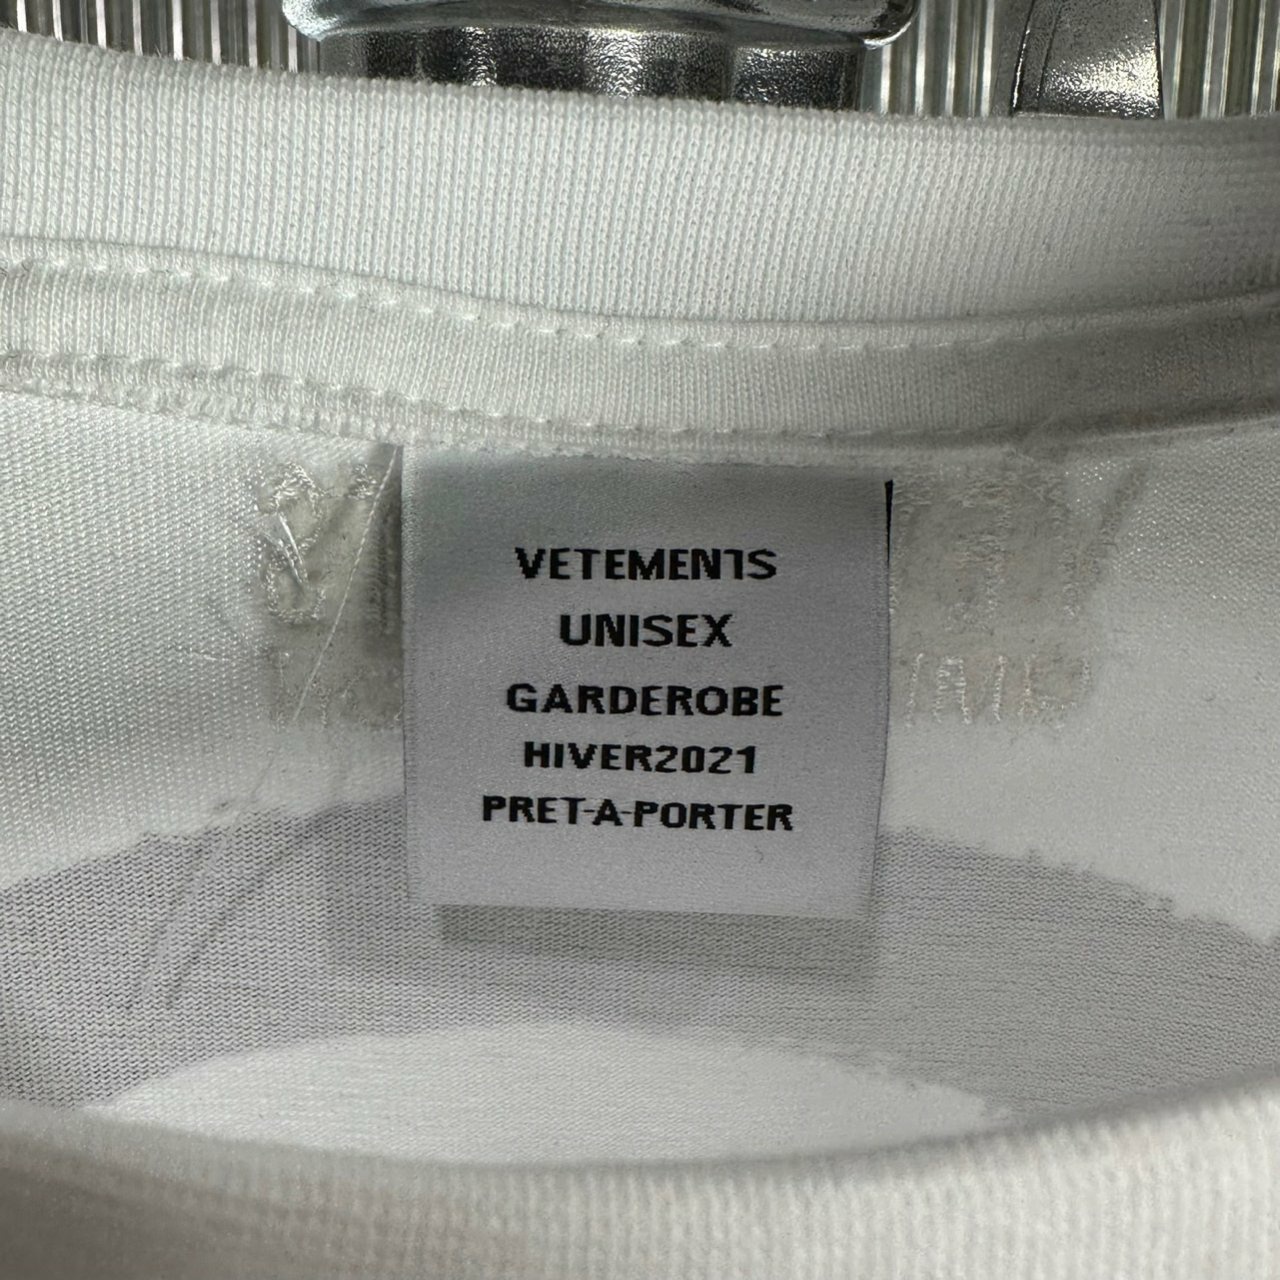 VETEMENTS
UNISEX
GARDEROBE
HIVER2021
PRET-A-PORTER